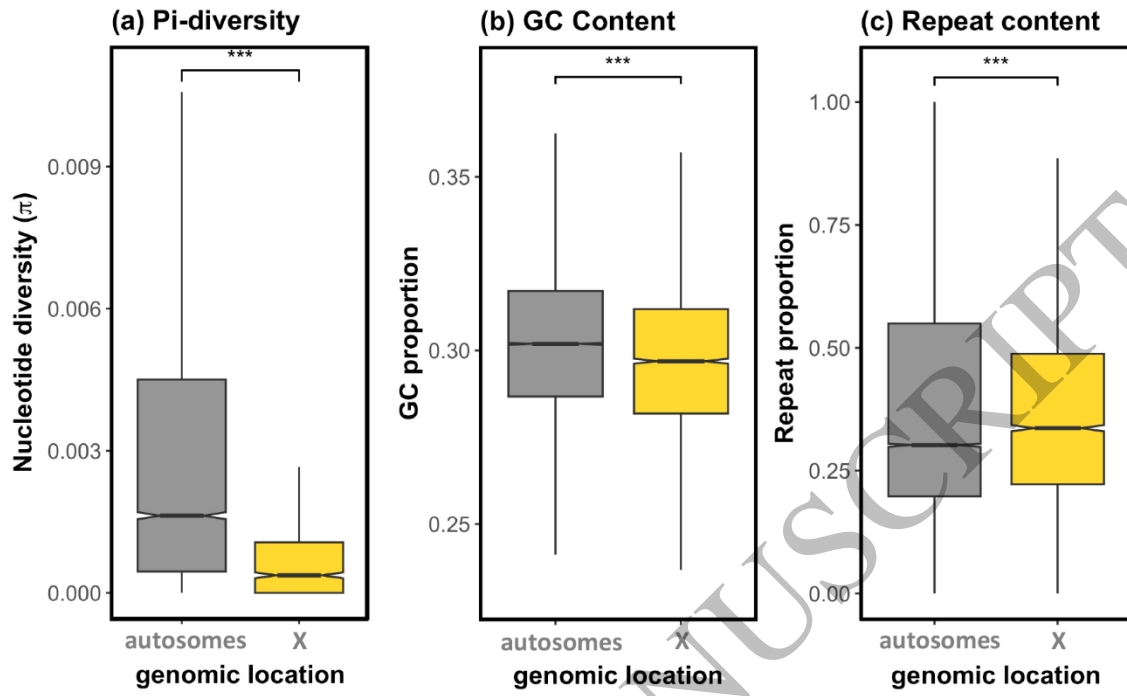 (a) Pi-diversity
***
Nucleotide diversity (π)
0.009
0.006
0.003
0.000
autosomes X
genomic location
(b) GC Content
***
GC proportion
0.35
0.30
0.25
autosomes X
genomic location
(c) Repeat content
***
Repeat proportion
1.00
0.75
0.50
0.25
0.00
autosomes X
genomic location
NUSCRIPT